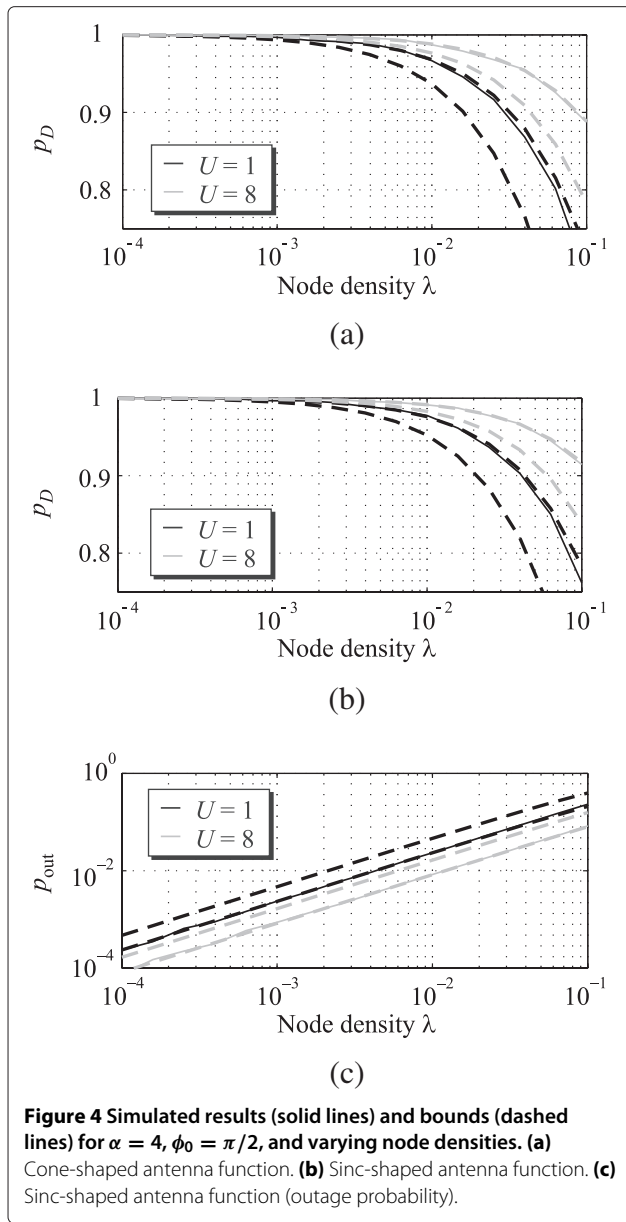 1
0.9
0.8
p_D
U = 1
U = 8
10^-4
10^-3
10^-2
10^-1
Node density λ
(a)
1
0.9
0.8
p_D
U = 1
U = 8
10^-4
10^-3
10^-2
10^-1
Node density λ
(b)
10^0
10^-2
10^-4
p_out
U = 1
U = 8
10^-4
10^-3
10^-2
10^-1
Node density λ
(c)
Figure 4 Simulated results (solid lines) and bounds (dashed
lines) for α = 4, ϕ_0 = π/2, and varying node densities. (a)
Cone-shaped antenna function. (b) Sinc-shaped antenna function. (c)
Sinc-shaped antenna function (outage probability).